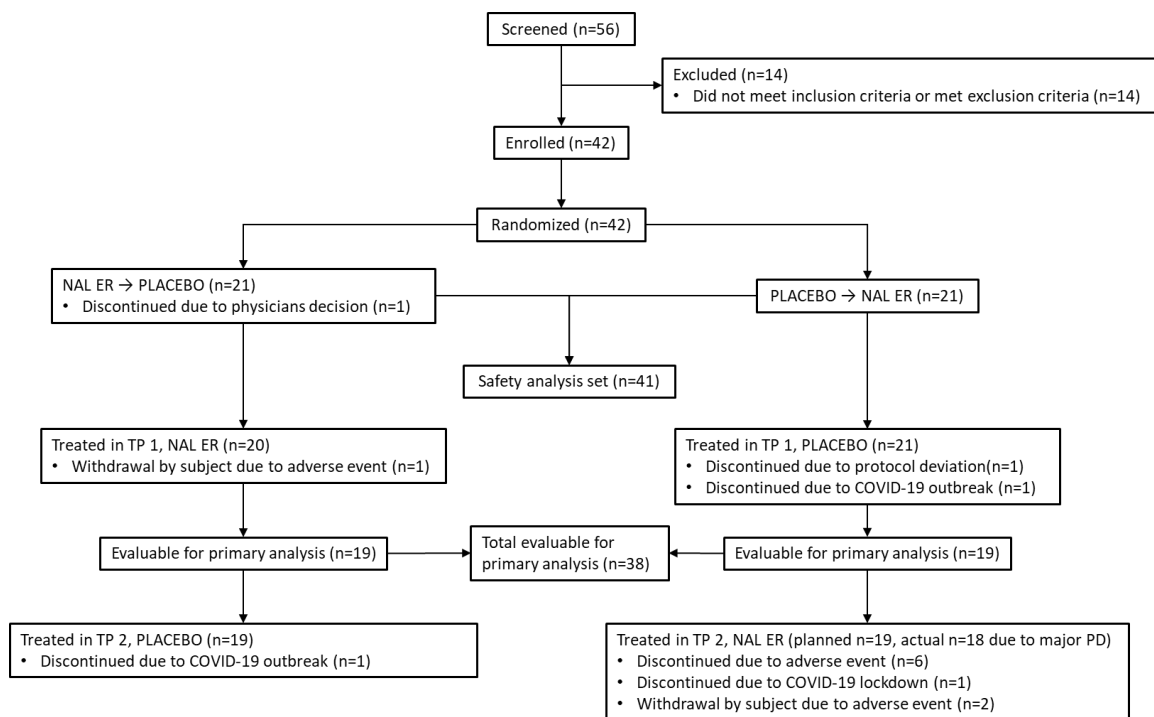 Screened (n=56)
Excluded (n=14)
• Did not meet inclusion criteria or met exclusion criteria (n=14)
Enrolled (n=42)
Randomized (n=42)
NAL ER → PLACEBO (n=21)
• Discontinued due to physicians decision (n=1)
PLACEBO → NAL ER (n=21)
Safety analysis set (n=41)
Treated in TP 1, NAL ER (n=20)
• Withdrawal by subject due to adverse event (n=1)
Treated in TP 1, PLACEBO (n=21)
• Discontinued due to protocol deviation(n=1)
• Discontinued due to COVID-19 outbreak (n=1)
Evaluable for primary analysis (n=19)
Total evaluable for
primary analysis (n=38)
Evaluable for primary analysis (n=19)
Treated in TP 2, PLACEBO (n=19)
• Discontinued due to COVID-19 outbreak (n=1)
Treated in TP 2, NAL ER (planned n=19, actual n=18 due to major PD)
• Discontinued due to adverse event (n=6)
• Discontinued due to COVID-19 lockdown (n=1)
• Withdrawal by subject due to adverse event (n=2)